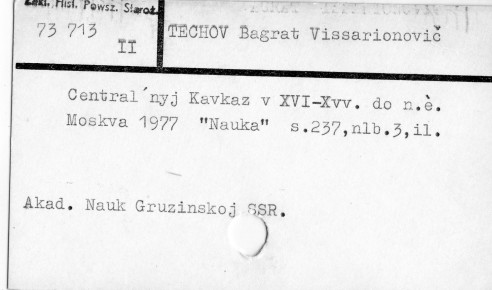 Zakł. Hist. Powsz. Staroż.
73 713
II
TECHOV Bagrat Vissarionovič
Central´nyj Kavkaz v XVI-Xvv. do n.è.
Moskva 1977 "Nauka" s.237,nlb.3,il.
Akad. Nauk Gruzinskoj SSR.